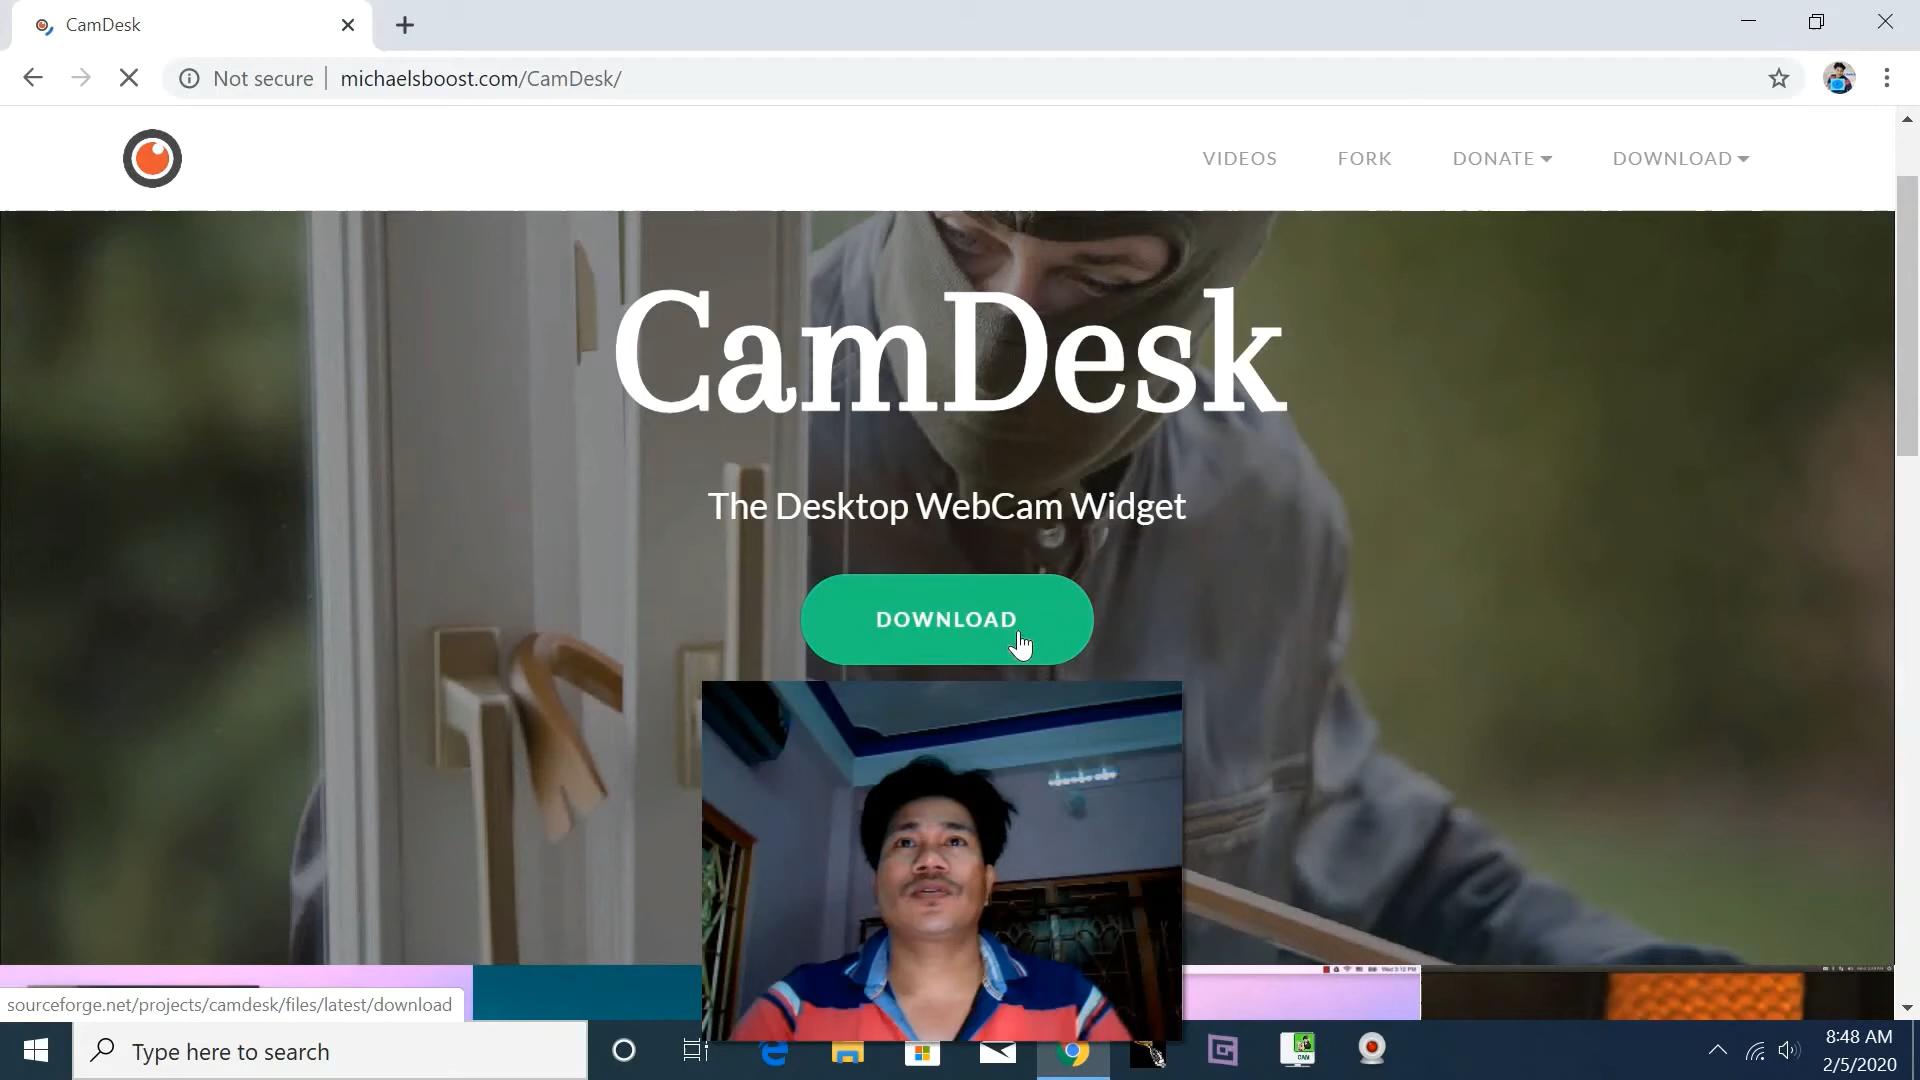 CamDesk
Not secure
michaelsboost.com/CamDesk/
VIDEOS
FORK
DONATE
DOWNLOAD
CamDesk
The Desktop WebCam Widget
DOWNLOAD
sourceforge.net/projects/camdesk/files/latest/download
Type here to search
8:48 AM
2/5/2020